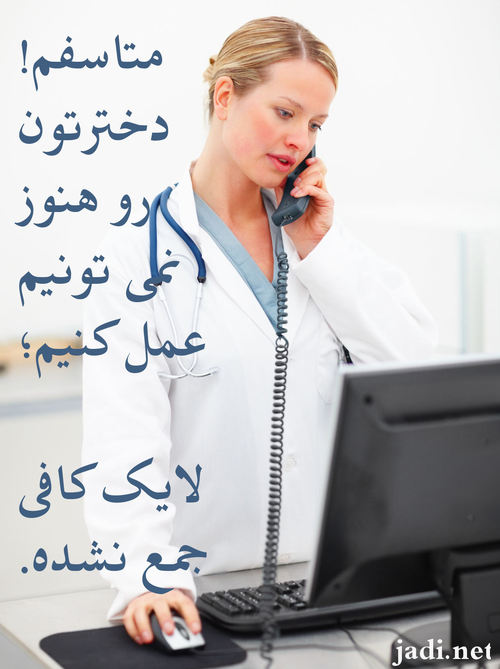 متاسفم!
دخترتون
رو هنوز
نمی تونیم
عمل کنیم؛
لایک کافی
جمع نشده.
jadi.net